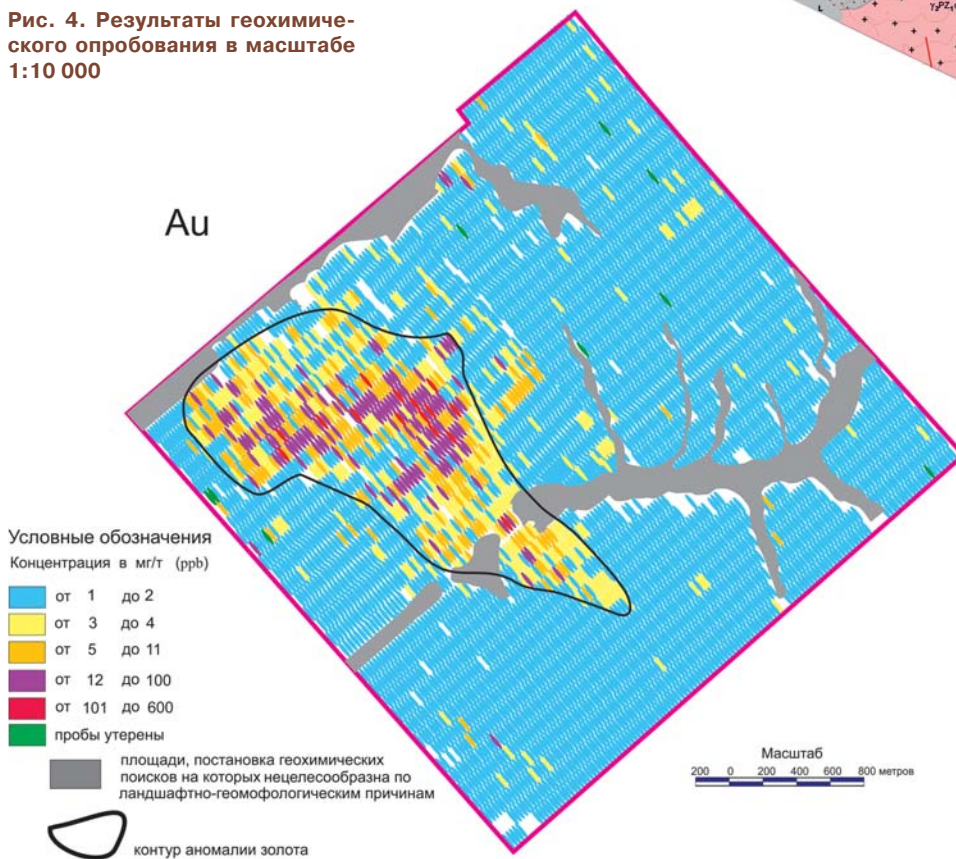 Рис. 4. Результаты геохимиче-
ского опробования в масштабе
1:10 000
L
γ₂PZ₁
Au
Условные обозначения
Концентрация в мг/т (ppb)
от 1 до 2
от 3 до 4
от 5 до 11
от 12 до 100
от 101 до 600
пробы утерены
площади, постановка геохимических
поисков на которых нецелесообразна по
ландшафтно-геомофологическим причинам
контур аномалии золота
Масштаб
200 0 200 400 600 800 метров